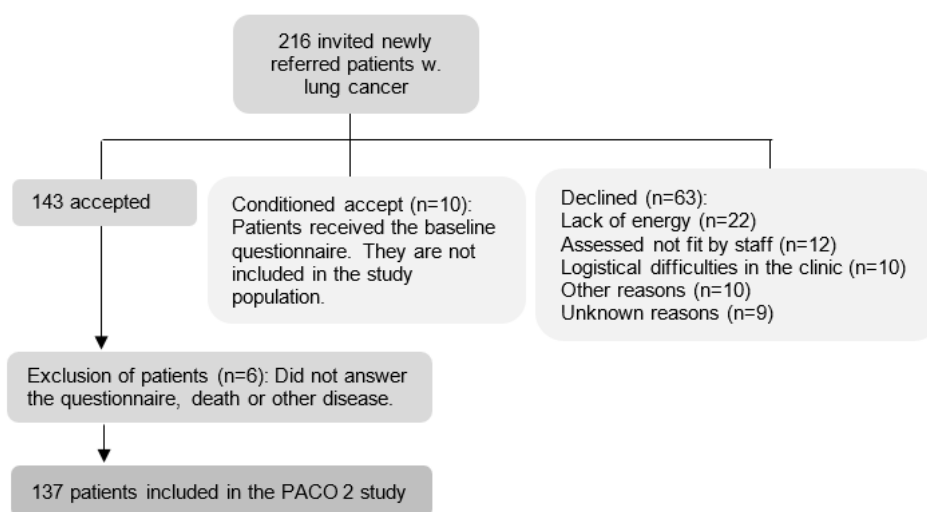 216 invited newly
referred patients w.
lung cancer
143 accepted
Conditioned accept (n=10):
Patients received the baseline
questionnaire. They are not
included in the study
population.
Declined (n=63):
Lack of energy (n=22)
Assessed not fit by staff (n=12)
Logistical difficulties in the clinic (n=10)
Other reasons (n=10)
Unknown reasons (n=9)
Exclusion of patients (n=6): Did not answer
the questionnaire, death or other disease.
137 patients included in the PACO 2 study